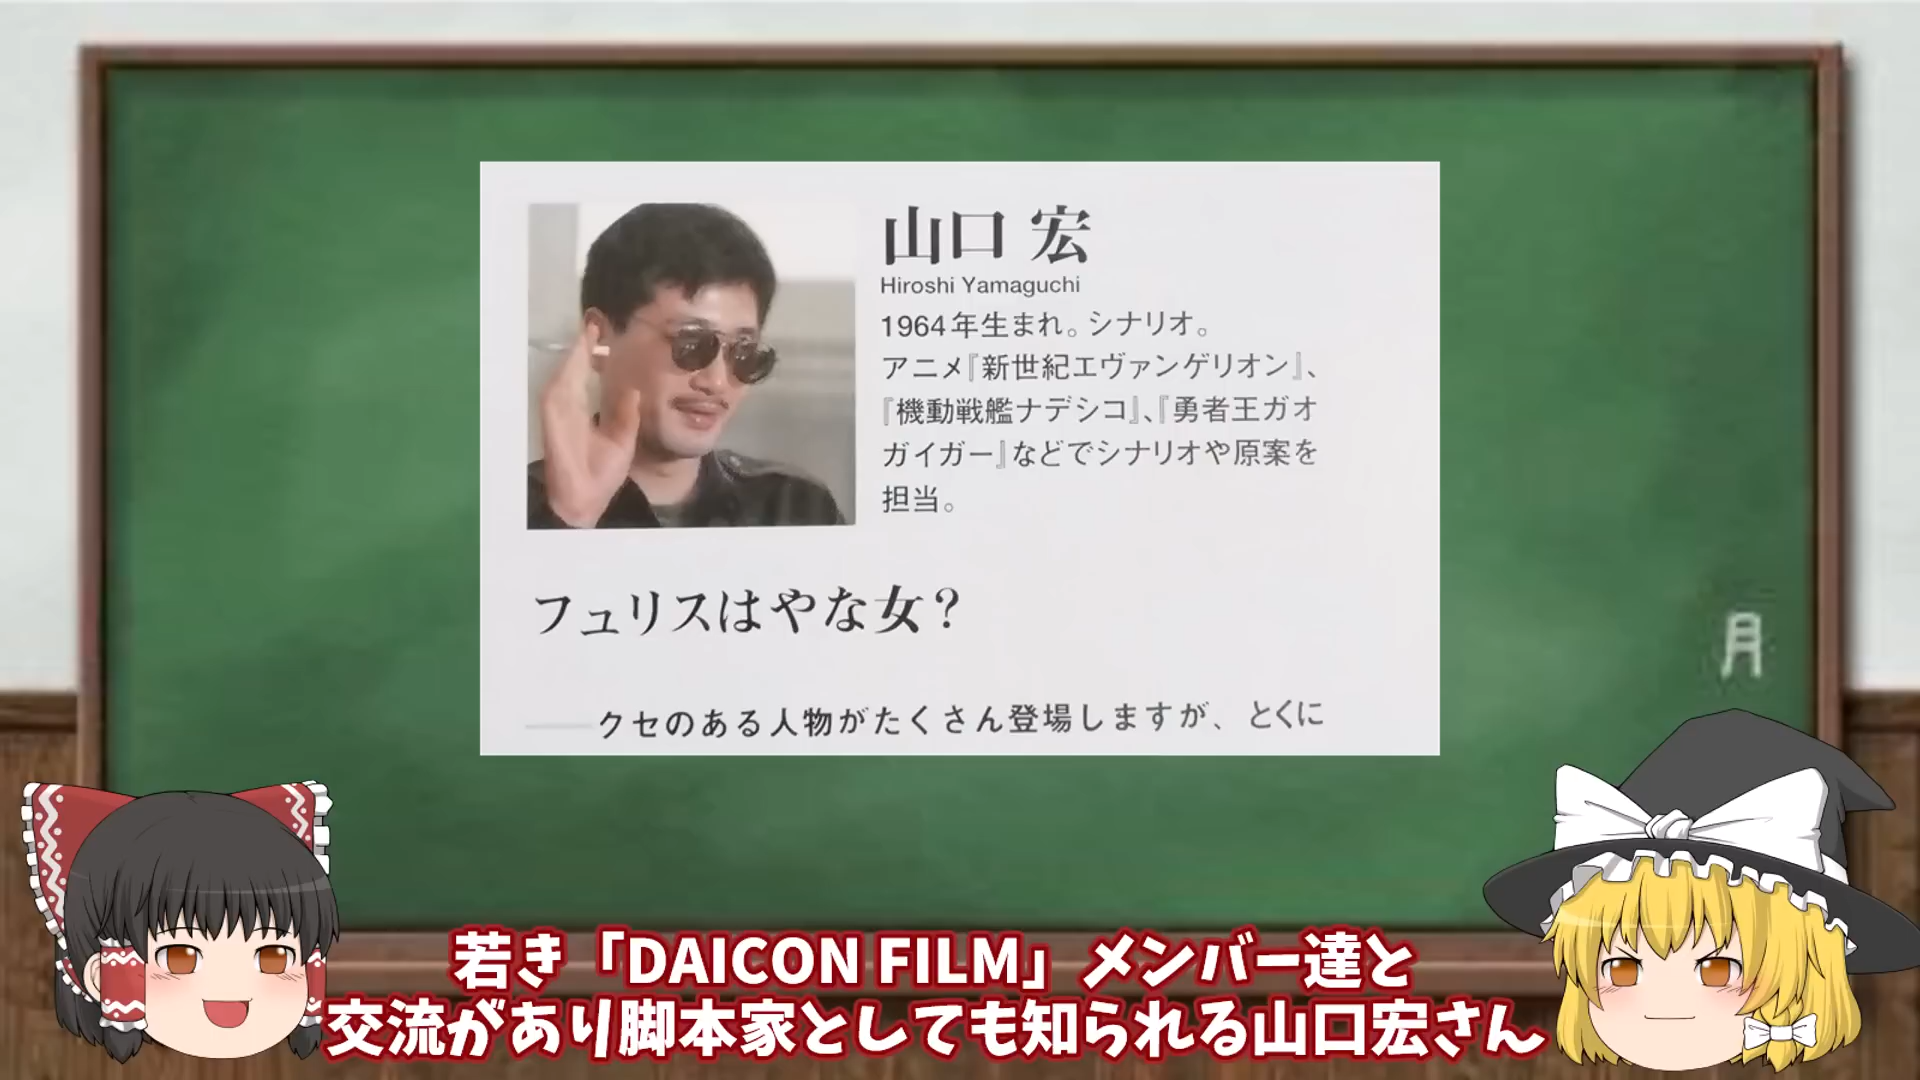 山口 宏
Hiroshi Yamaguchi
1964年生まれ。シナリオ。
アニメ『新世紀エヴァンゲリオン』、
『機動戦艦ナデシコ』、『勇者王ガオ
ガイガー』などでシナリオや原案を
担当。
フュリスはやな女？
――クセのある人物がたくさん登場しますが、とくに
月
若き「DAICON FILM」メンバー達と
交流があり脚本家としても知られる山口宏さん